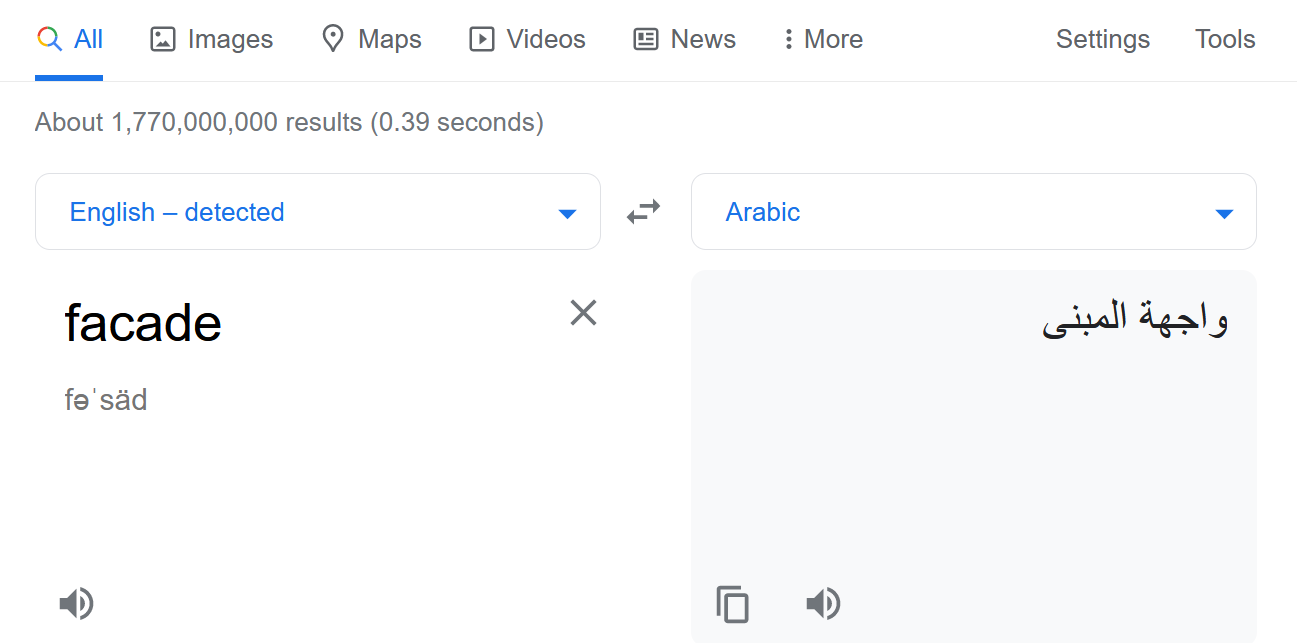 All Images Maps Videos News More Settings Tools
About 1,770,000,000 results (0.39 seconds)
English – detected Arabic
facade
واجهة المبنى
fəˈsäd